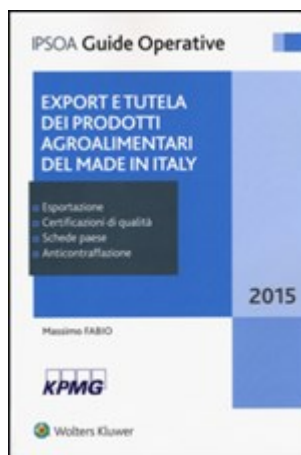 IPSOA Guide Operative
EXPORT E TUTELA
DEI PRODOTTI
AGROALIMENTARI
DEL MADE IN ITALY
Esportazione
Certificazioni di qualità
Schede paese
Anticontraffazione
2015
Massimo FABIO
KPMG
Wolters Kluwer